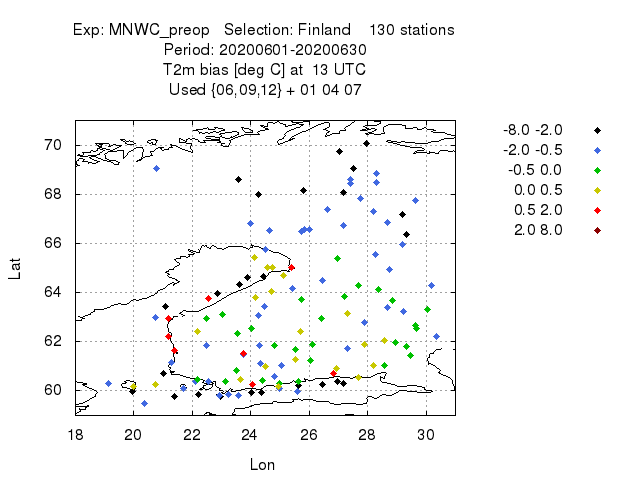 Exp: MNWC_preop Selection: Finland 130 stations
Period: 20200601-20200630
T2m bias [deg C] at 13 UTC
Used {06,09,12} + 01 04 07
-8.0 -2.0
-2.0 -0.5
-0.5 0.0
0.0 0.5
0.5 2.0
2.0 8.0
70
68
66
64
62
60
Lat
18 20 22 24 26 28 30
Lon